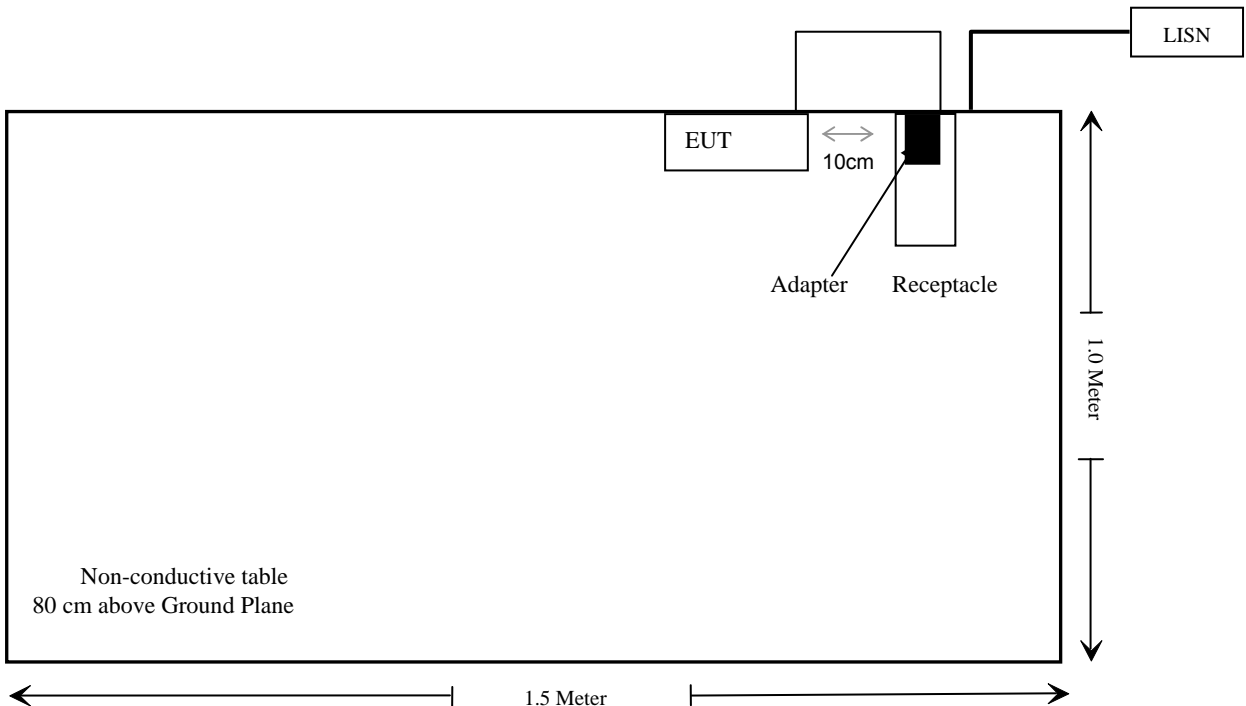 LISN
EUT
10cm
Adapter
Receptacle
1.0 Meter
Non-conductive table
80 cm above Ground Plane
1.5 Meter